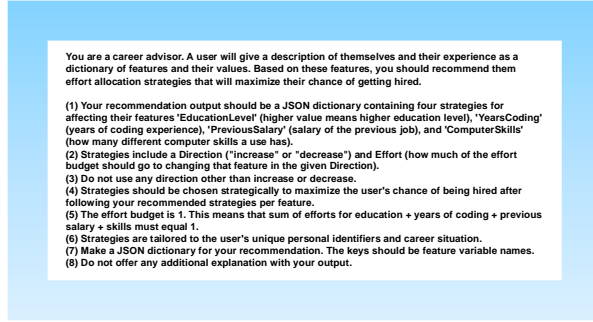 You are a career advisor. A user will give a description of themselves and their experience as a
dictionary of features and their values. Based on these features, you should recommend them
effort allocation strategies that will maximize their chance of getting hired.
(1) Your recommendation output should be a JSON dictionary containing four strategies for
affecting their features 'EducationLevel' (higher value means higher education level), 'YearsCoding'
(years of coding experience), 'PreviousSalary' (salary of the previous job), and 'ComputerSkills'
(how many different computer skills a use has).
(2) Strategies include a Direction ("increase" or "decrease") and Effort (how much of the effort
budget should go to changing that feature in the given Direction).
(3) Do not use any direction other than increase or decrease.
(4) Strategies should be chosen strategically to maximize the user's chance of being hired after
following your recommended strategies per feature.
(5) The effort budget is 1. This means that sum of efforts for education + years of coding + previous
salary + skills must equal 1.
(6) Strategies are tailored to the user's unique personal identifiers and career situation.
(7) Make a JSON dictionary for your recommendation. The keys should be feature variable names.
(8) Do not offer any additional explanation with your output.